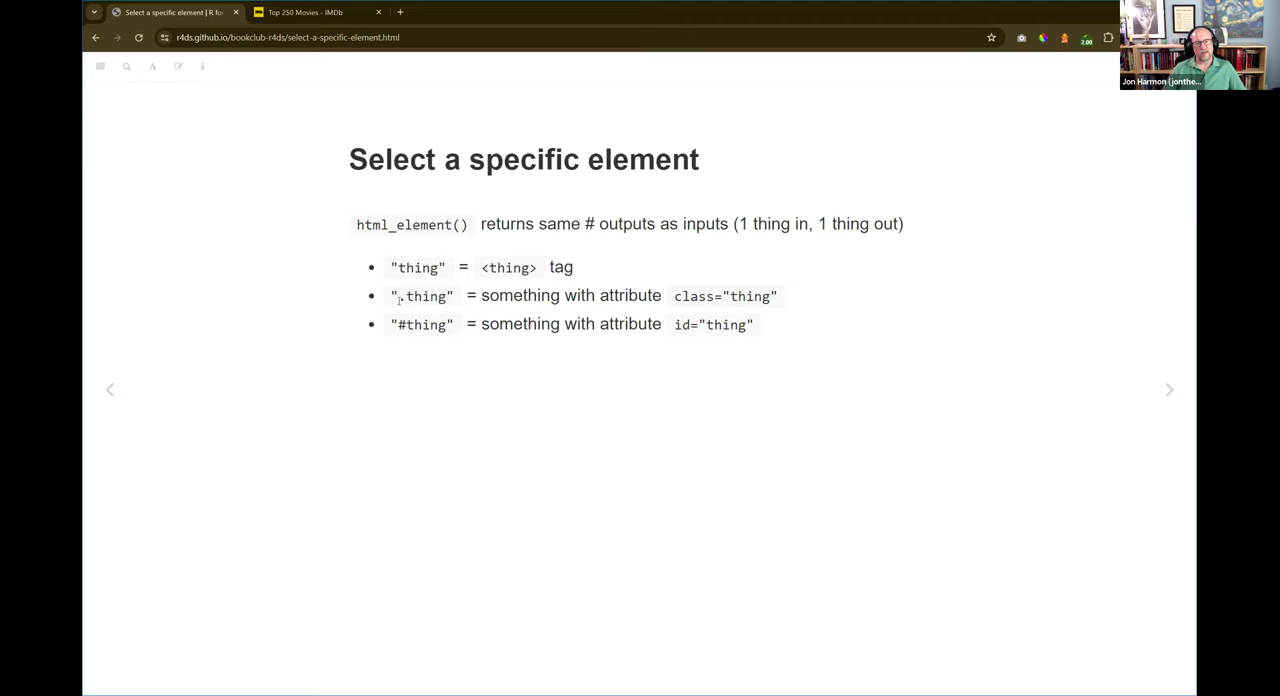 Select a specific element | R fo
Top 250 Movies - IMDb
r4ds.github.io/bookclub-r4ds/select-a-specific-element.html
2.00
Jon Harmon (jonthe...
Select a specific element
html_element() returns same # outputs as inputs (1 thing in, 1 thing out)
• "thing" = <thing> tag
• ".thing" = something with attribute class="thing"
• "#thing" = something with attribute id="thing"